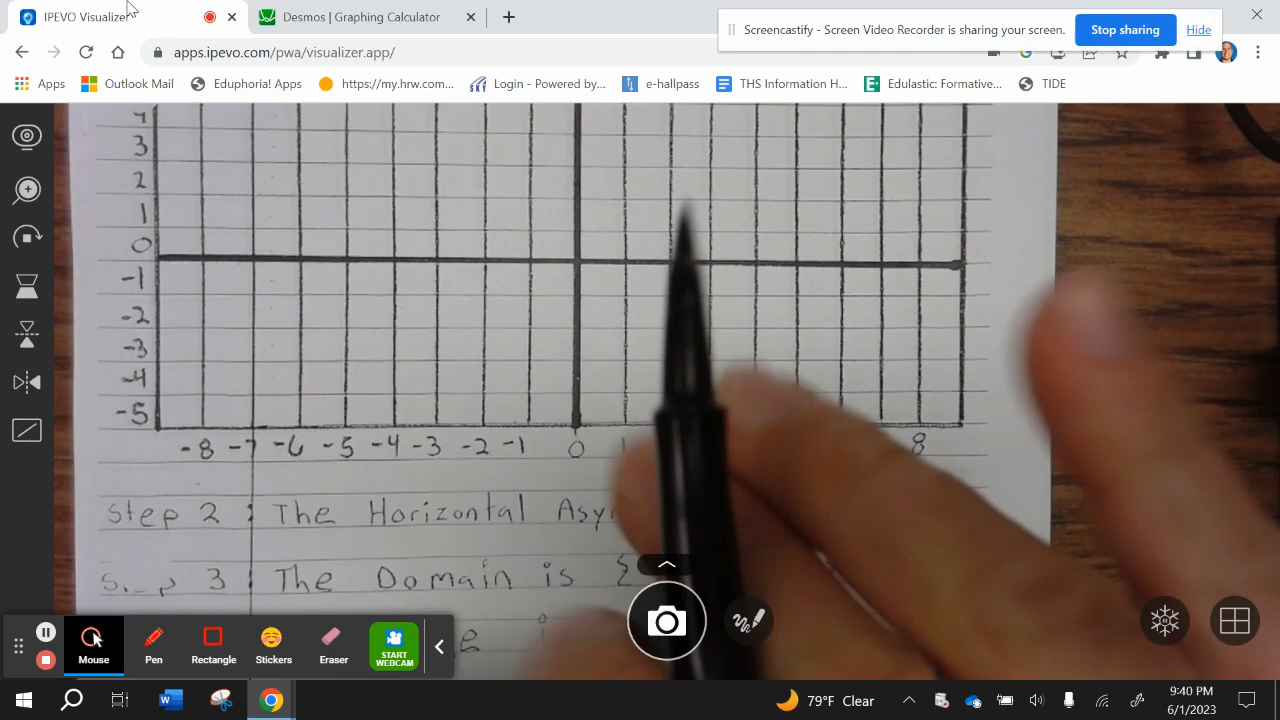 IPEVO Visualizer
Desmos | Graphing Calculator
Screencastify - Screen Video Recorder is sharing your screen.
Stop sharing
Hide
apps.ipevo.com/pwa/visualizer.app/
Apps
Outlook Mail
Eduphoria! A
https://my.hrw.com...
Login - Powered by...
e-hallpass
THS Information H...
Edulastic: Formative...
TIDE
4
3
2
1
0
-1
-2
-3
-4
-5
-8 -7 -6 -5 -4 -3 -2 -1 0 1 8
Step 2 : The Horizontal
3 : The Domain is {
Mouse
Pen
Rectangle
Stickers
Eraser
START WEBCAM
79°F Clear
9:40 PM
6/1/2023